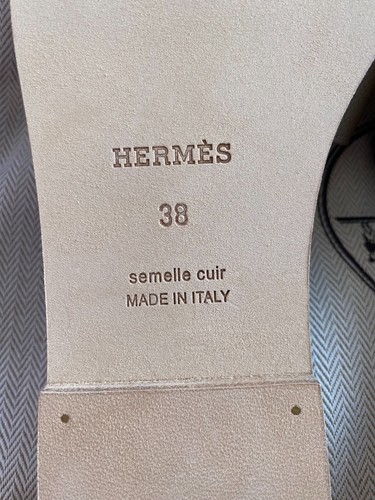 HERMÈS
38
semelle cuir
MADE IN ITALY